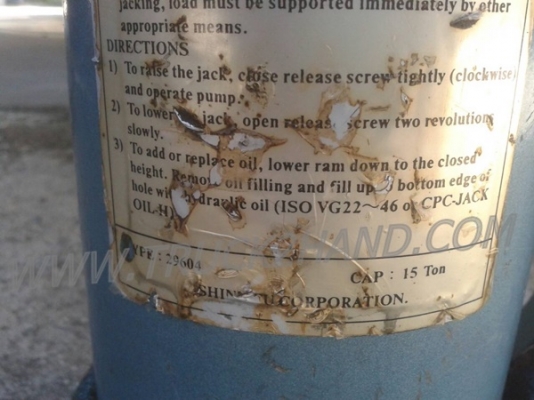 jacking, load must be supported immediately by other
appropriate means.
DIRECTIONS
1) To raise the jack, close release screw tightly (clockwise)
and operate pump.
2) To lower jack, open release screw two revolutions
slowly.
3) To add or replace oil, lower ram down to the closed
height. Remove oil filling and fill up bottom edge of
hole hydraulic oil (ISO VG22~46 or CPC-JACK
OIL-H)
TYPE: 29604 CAP: 15 Ton
CORPORATION.